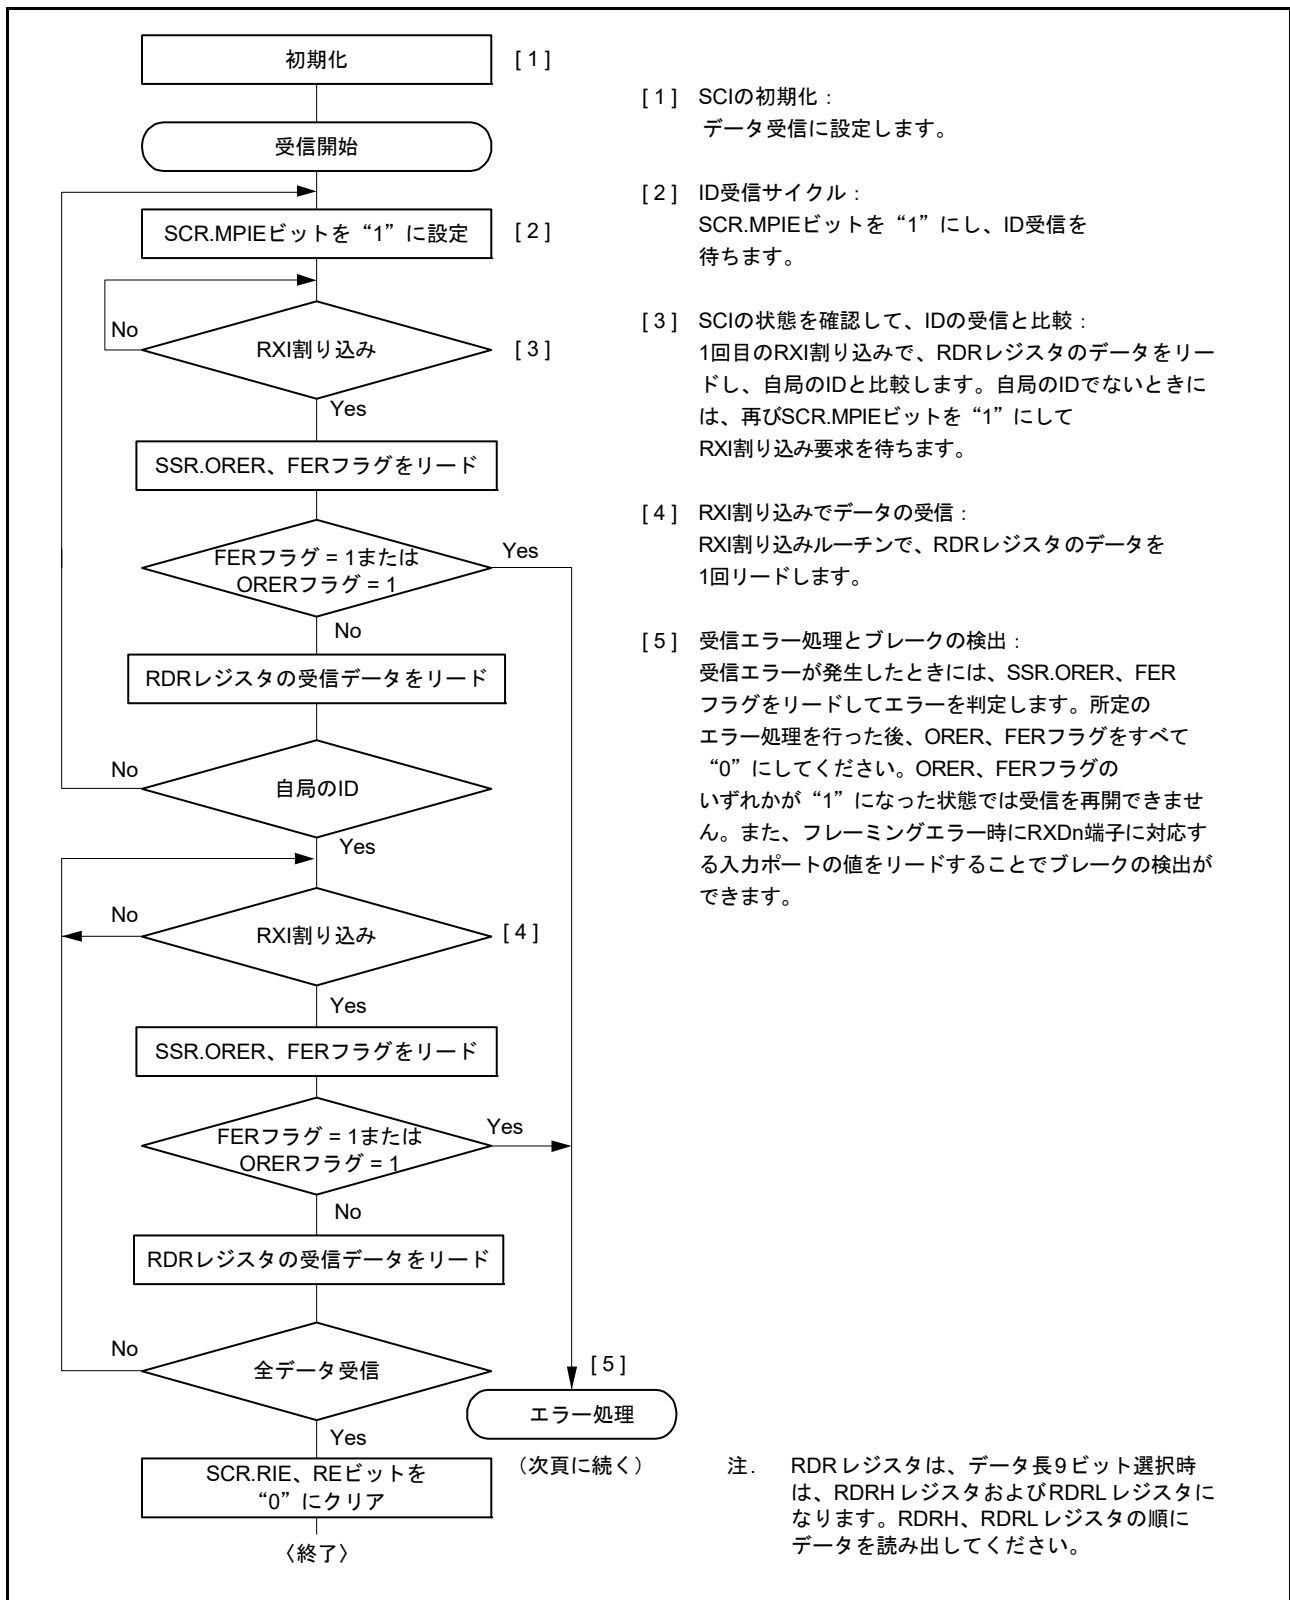 初期化
[ 1 ]
受信開始
SCR.MPIEビットを“1”に設定
[ 2 ]
No
RXI割り込み
[ 3 ]
Yes
SSR.ORER、FERフラグをリード
FERフラグ = 1または
ORERフラグ = 1
Yes
No
RDRレジスタの受信データをリード
No
自局のID
Yes
No
RXI割り込み
[ 4 ]
Yes
SSR.ORER、FERフラグをリード
FERフラグ = 1または
ORERフラグ = 1
Yes
No
RDRレジスタの受信データをリード
No
全データ受信
[ 5 ]
エラー処理
Yes
（次頁に続く）
SCR.RIE、REビットを
“0”にクリア
〈終了〉
[ 1 ] SCIの初期化：
データ受信に設定します。
[ 2 ] ID受信サイクル：
SCR.MPIEビットを“1”にし、ID受信を
待ちます。
[ 3 ] SCIの状態を確認して、IDの受信と比較：
1回目のRXI割り込みで、RDRレジスタのデータをリー
ドし、自局のIDと比較します。自局のIDでないときに
は、再びSCR.MPIEビットを“1”にして
RXI割り込み要求を待ちます。
[ 4 ] RXI割り込みでデータの受信：
RXI割り込みルーチンで、RDRレジスタのデータを
1回リードします。
[ 5 ] 受信エラー処理とブレークの検出：
受信エラーが発生したときには、SSR.ORER、FER
フラグをリードしてエラーを判定します。所定の
エラー処理を行った後、ORER、FERフラグをすべて
“0”にしてください。ORER、FERフラグの
いずれかが“1”になった状態では受信を再開できませ
ん。また、フレーミングエラー時にRXDn端子に対応す
る入力ポートの値をリードすることでブレークの検出が
できます。
注. RDRレジスタは、データ長9ビット選択時
は、RDRHレジスタおよびRDRLレジスタに
なります。RDRH、RDRLレジスタの順に
データを読み出してください。